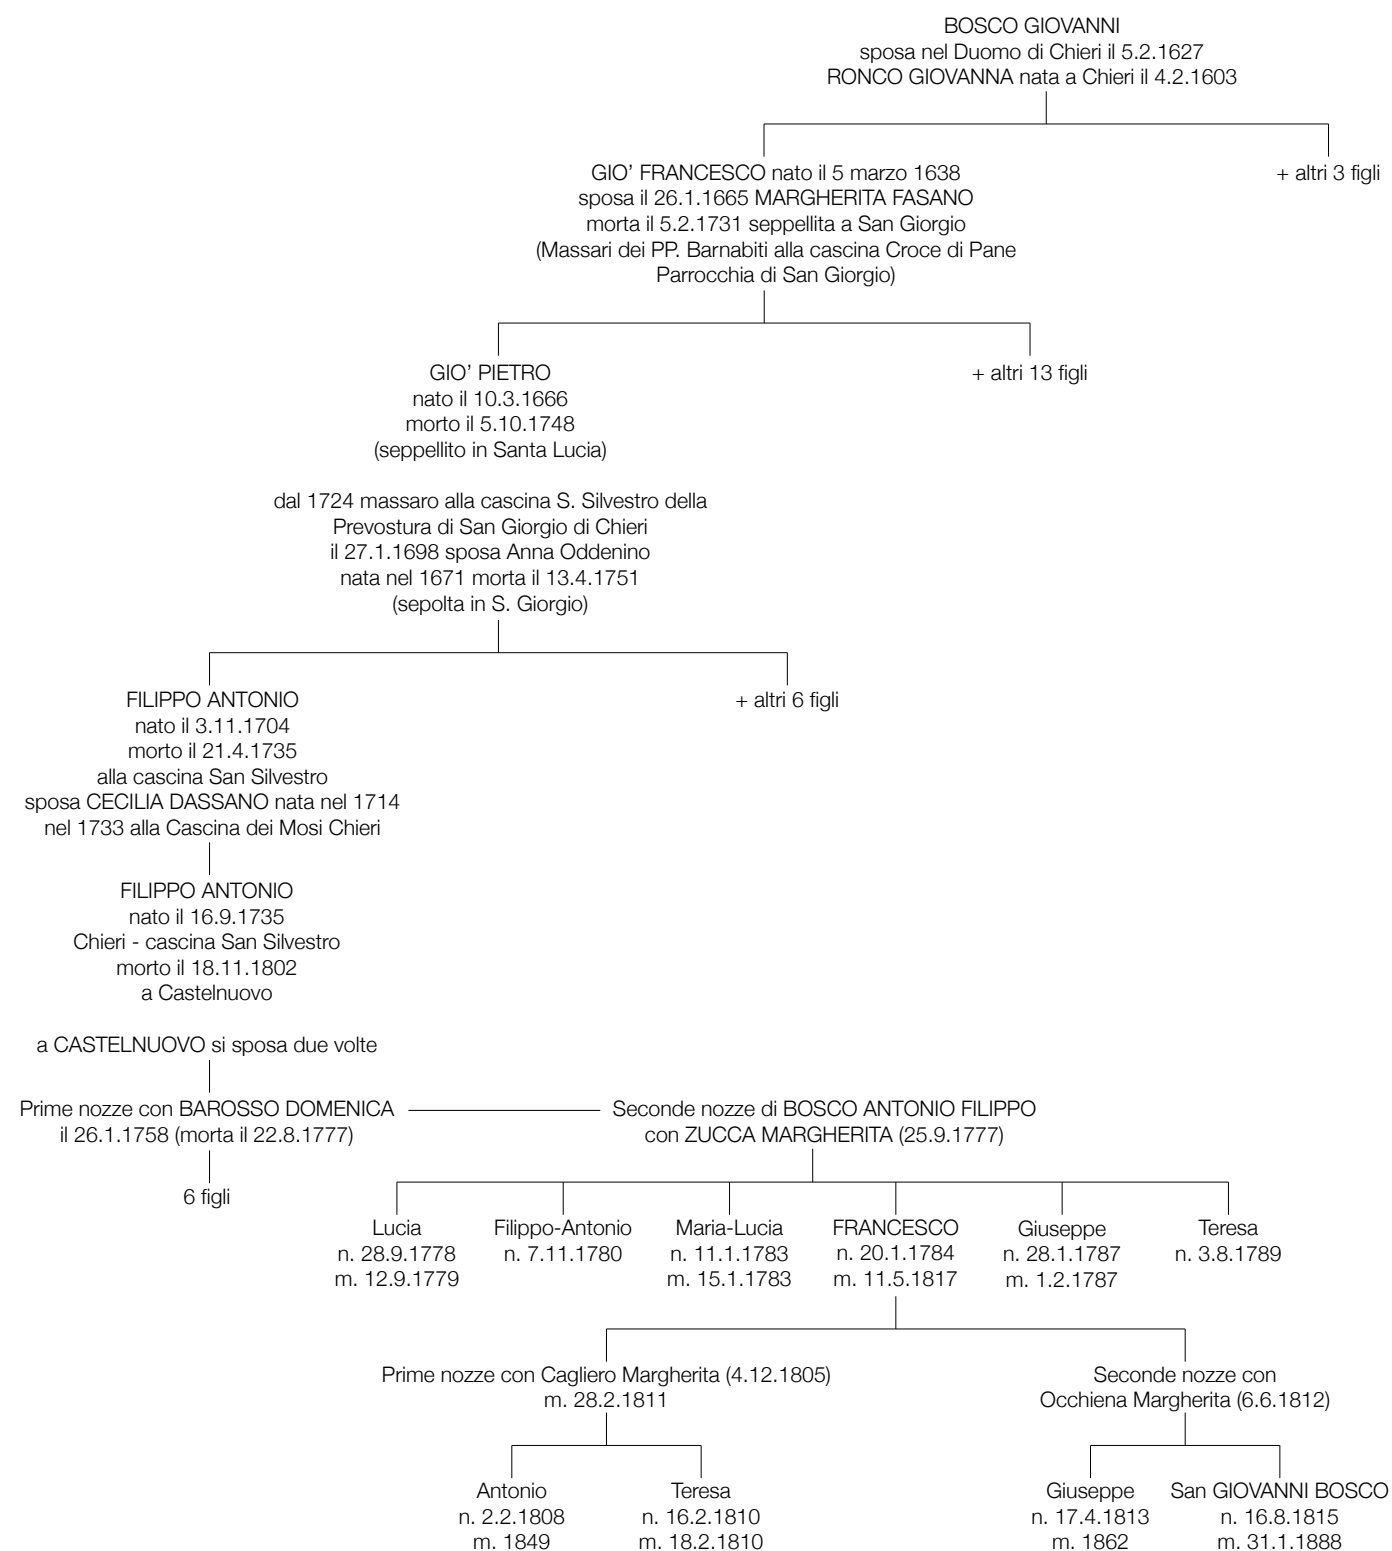 BOSCO GIOVANNI
sposa nel Duomo di Chieri il 5.2.1627
RONCO GIOVANNA nata a Chieri il 4.2.1603
GIO’ FRANCESCO nato il 5 marzo 1638
sposa il 26.1.1665 MARGHERITA FASANO
morta il 5.2.1731 seppellita a San Giorgio
(Massari dei PP. Barnabiti alla cascina Croce di Pane
Parrocchia di San Giorgio)
+ altri 3 figli
GIO’ PIETRO
nato il 10.3.1666
morto il 5.10.1748
(seppellito in Santa Lucia)
dal 1724 massaro alla cascina S. Silvestro della
Prevostura di San Giorgio di Chieri
il 27.1.1698 sposa Anna Oddenino
nata nel 1671 morta il 13.4.1751
(sepolta in S. Giorgio)
+ altri 13 figli
FILIPPO ANTONIO
nato il 3.11.1704
morto il 21.4.1735
alla cascina San Silvestro
sposa CECILIA DASSANO nata nel 1714
nel 1733 alla Cascina dei Mosi Chieri
+ altri 6 figli
FILIPPO ANTONIO
nato il 16.9.1735
Chieri - cascina San Silvestro
morto il 18.11.1802
a Castelnuovo
a CASTELNUOVO si sposa due volte
Prime nozze con BAROSSO DOMENICA
il 26.1.1758 (morta il 22.8.1777)
6 figli
Seconde nozze di BOSCO ANTONIO FILIPPO
con ZUCCA MARGHERITA (25.9.1777)
Lucia
n. 28.9.1778
m. 12.9.1779
Filippo-Antonio
n. 7.11.1780
Maria-Lucia
n. 11.1.1783
m. 15.1.1783
FRANCESCO
n. 20.1.1784
m. 11.5.1817
Giuseppe
n. 28.1.1787
m. 1.2.1787
Teresa
n. 3.8.1789
Prime nozze con Cagliero Margherita (4.12.1805)
m. 28.2.1811
Seconde nozze con
Occhiena Margherita (6.6.1812)
Antonio
n. 2.2.1808
m. 1849
Teresa
n. 16.2.1810
m. 18.2.1810
Giuseppe
n. 17.4.1813
m. 1862
San GIOVANNI BOSCO
n. 16.8.1815
m. 31.1.1888